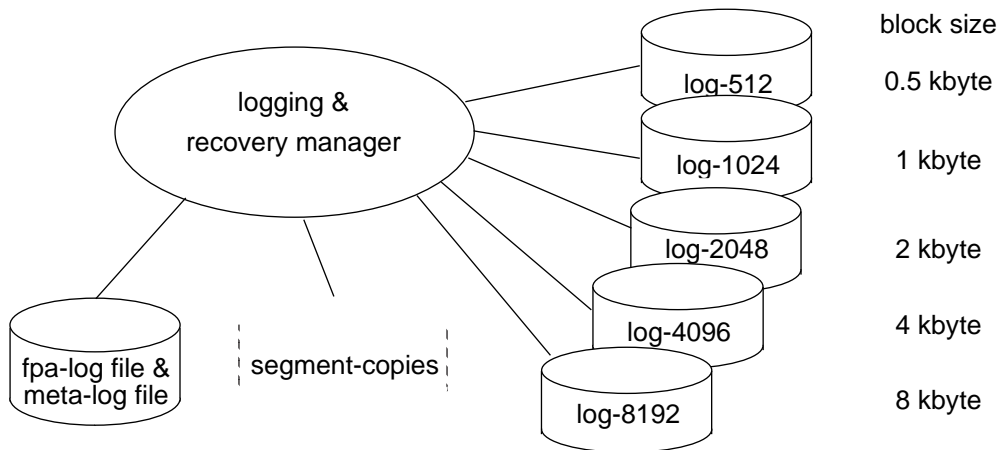 block size
log-512
0.5 kbyte
logging &
recovery manager
log-1024
1 kbyte
log-2048
2 kbyte
log-4096
4 kbyte
fpa-log file &
meta-log file
segment-copies
log-8192
8 kbyte